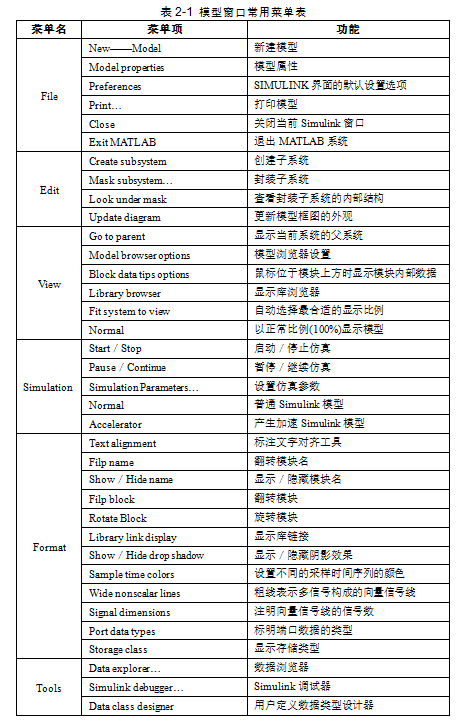 表 2-1 模型窗口常用菜单表
菜单名 菜单项 功能
File
New——Model 新建模型
Model properties 模型属性
Preferences SIMULINK 界面的默认设置选项
Print… 打印模型
Close 关闭当前 Simulink 窗口
Exit MATLAB 退出 MATLAB 系统
Edit
Create subsystem 创建子系统
Mask subsystem… 封装子系统
Look under mask 查看封装子系统的内部结构
Update diagram 更新模型框图的外观
View
Go to parent 显示当前系统的父系统
Model browser options 模型浏览器设置
Block data tips options 鼠标位于模块上方时显示模块内部数据
Library browser 显示库浏览器
Fit system to view 自动选择最合适的显示比例
Normal 以正常比例(100%)显示模型
Simulation
Start / Stop 启动 / 停止仿真
Pause / Continue 暂停 / 继续仿真
Simulation Parameters… 设置仿真参数
Normal 普通 Simulink 模型
Accelerator 产生加速 Simulink 模型
Format
Text alignment 标注文字对齐工具
Filp name 翻转模块名
Show / Hide name 显示 / 隐藏模块名
Filp block 翻转模块
Rotate Block 旋转模块
Library link display 显示库链接
Show / Hide drop shadow 显示 / 隐藏阴影效果
Sample time colors 设置不同的采样时间序列的颜色
Wide nonscalar lines 粗线表示多信号构成的向量信号线
Signal dimensions 注明向量信号线的信号数
Port data types 标明端口数据的类型
Storage class 显示存储类型
Tools
Data explorer… 数据浏览器
Simulink debugger… Simulink 调试器
Data class designer 用户定义数据类型设计器